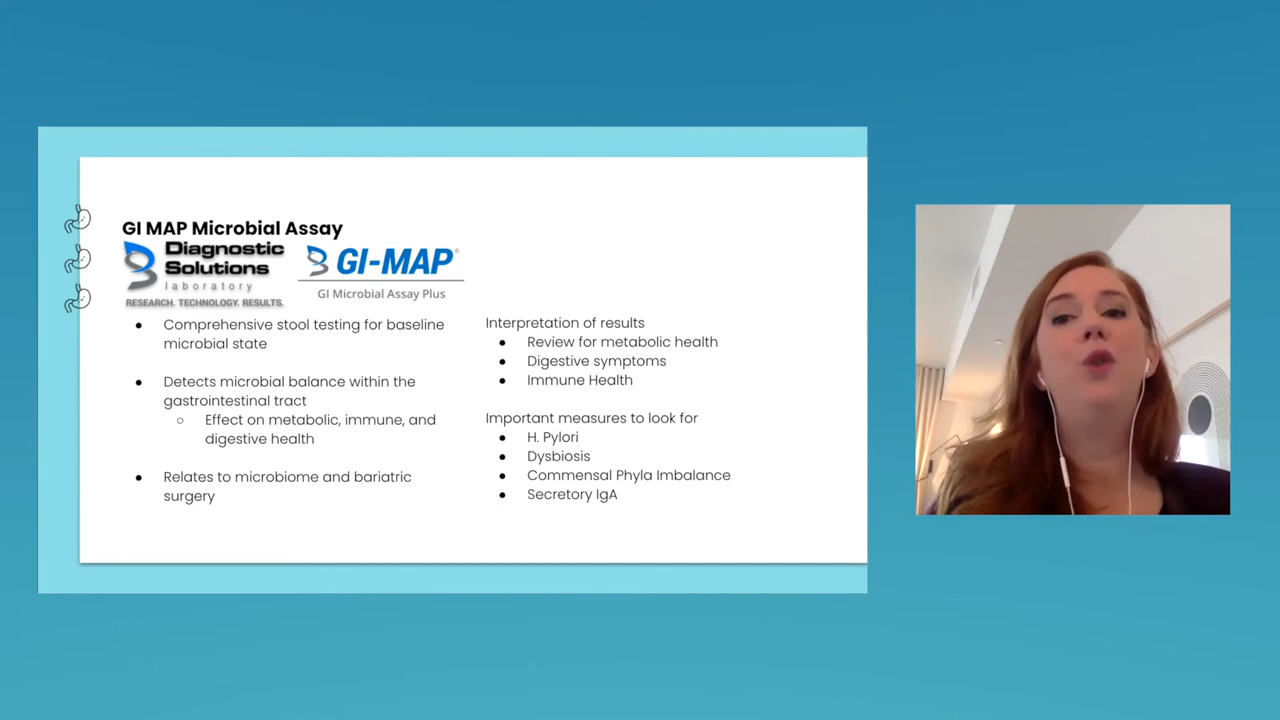 GI MAP Microbial Assay
Diagnostic
Solutions
laboratory
RESEARCH. TECHNOLOGY. RESULTS.
GI-MAP®
GI Microbial Assay Plus
● Comprehensive stool testing for baseline
microbial state
● Detects microbial balance within the
gastrointestinal tract
○ Effect on metabolic, immune, and
digestive health
● Relates to microbiome and bariatric
surgery
Interpretation of results
● Review for metabolic health
● Digestive symptoms
● Immune Health
Important measures to look for
● H. Pylori
● Dysbiosis
● Commensal Phyla Imbalance
● Secretory IgA